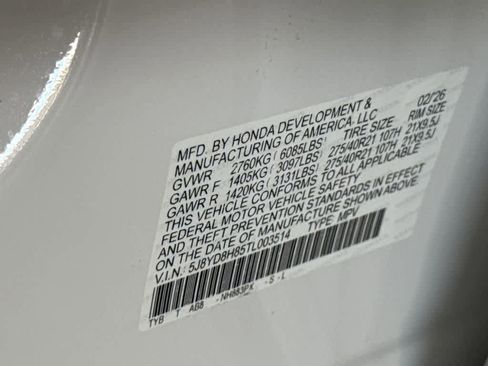 MFD. BY HONDA DEVELOPMENT & 02/26
MANUFACTURING OF AMERICA, LLC
GVWR 2760KG ( 6085LBS) TIRE SIZE RIM SIZE
GAWR F 1405KG ( 3097LBS) 275/40R21 107H 21X9.5J
GAWR R 1420KG ( 3131LBS) 275/40R21 107H 21X9.5J
THIS VEHICLE CONFORMS TO ALL APPLICABLE
FEDERAL MOTOR VEHICLE SAFETY
AND THEFT PREVENTION STANDARDS IN EFFECT
ON THE DATE OF MANUFACTURE SHOWN ABOVE.
V.I.N: 5J8YD8H85TL003514 TYPE: MPV
TYB T AB8 -NH883PX -S -L